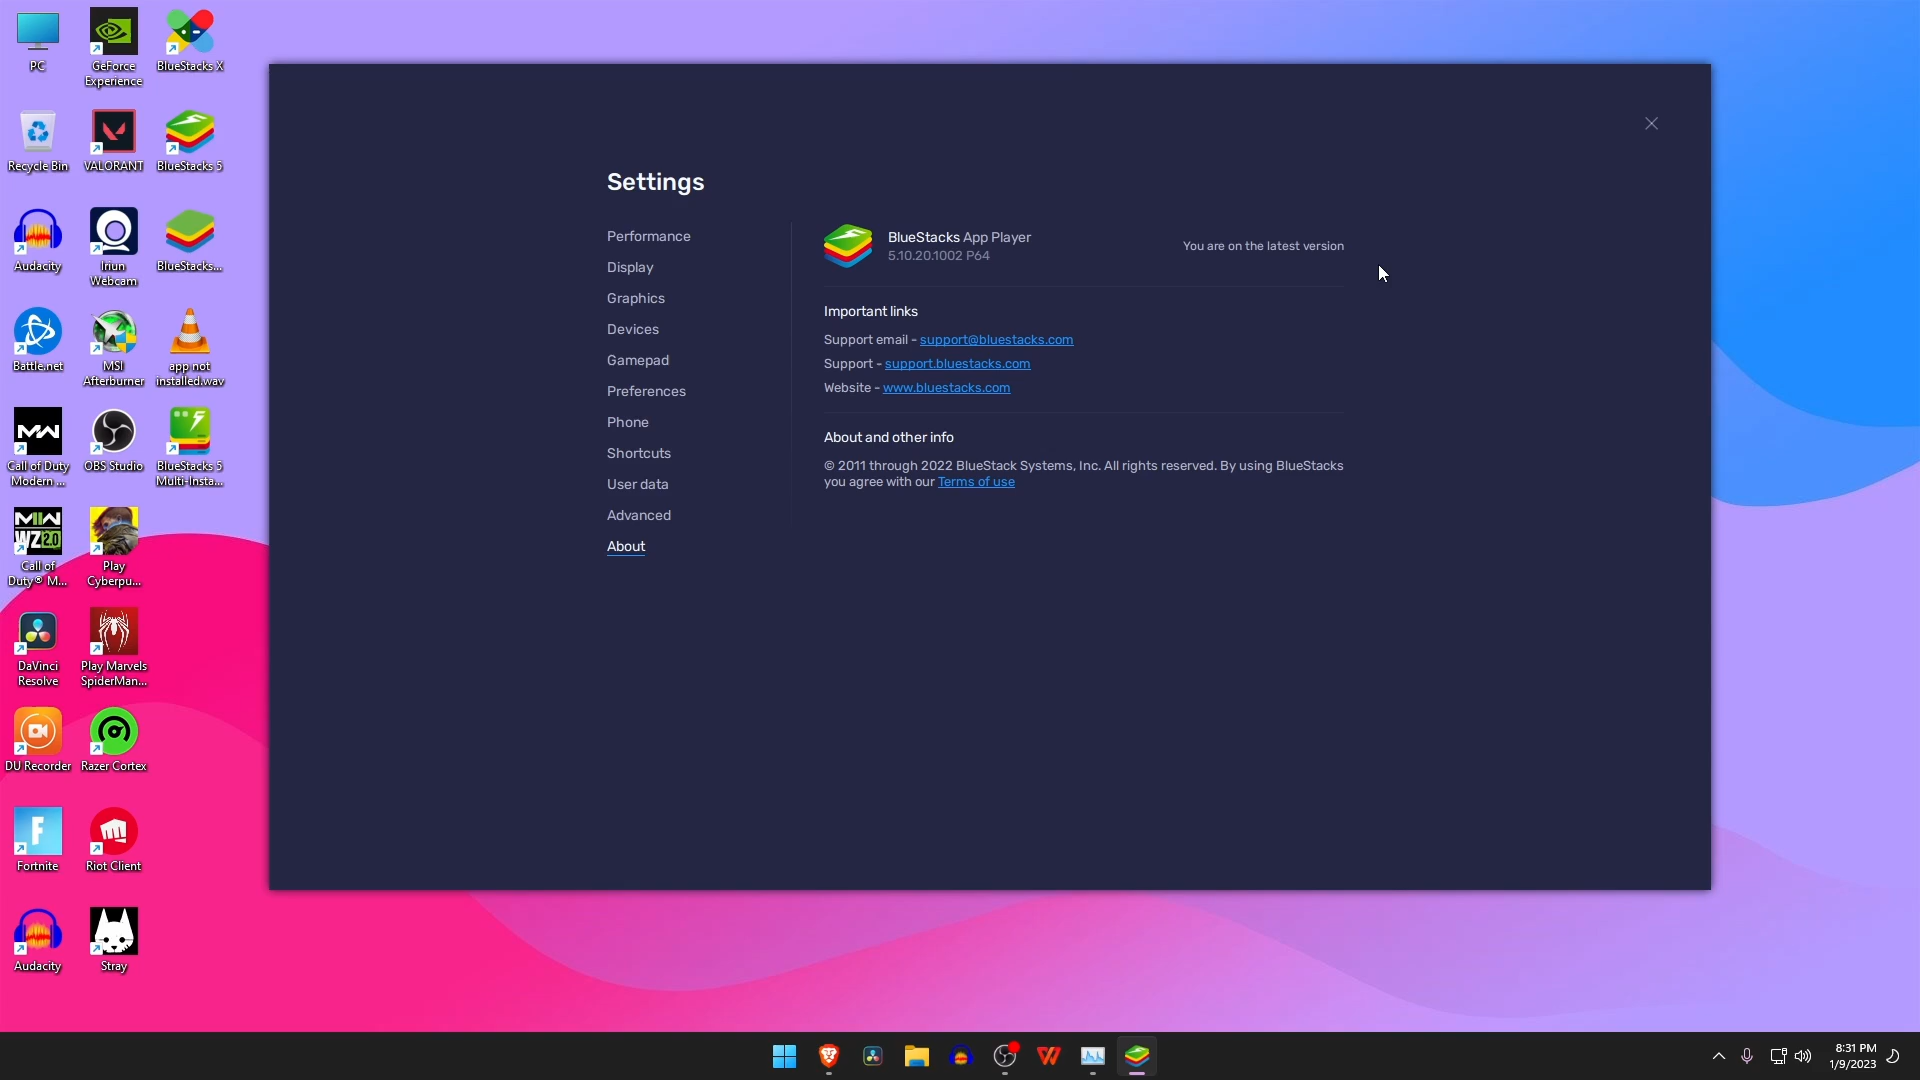 PC
GeForce
Experience
BlueStacks X
Recycle Bin
VALORANT
BlueStacks 5
Audacity
Iriun
Webcam
BlueStacks...
Battle.net
MSI
Afterburner
app not
installed.wav
MW
Call of Duty
Modern ...
OBS Studio
BlueStacks 5
Multi-Insta...
MW
WZ 2.0
Call of
Duty® M...
Play
Cyberpu...
DaVinci
Resolve
Play Marvels
SpiderMan...
DU Recorder
Razer Cortex
F
Fortnite
Riot Client
Audacity
Stray
Settings
Performance
Display
Graphics
Devices
Gamepad
Preferences
Phone
Shortcuts
User data
Advanced
About
BlueStacks App Player
5.10.20.1002 P64
You are on the latest version
Important links
Support email - support@bluestacks.com
Support - support.bluestacks.com
Website - www.bluestacks.com
About and other info
© 2011 through 2022 BlueStack Systems, Inc. All rights reserved. By using BlueStacks
you agree with our Terms of use
8:31 PM
1/9/2023